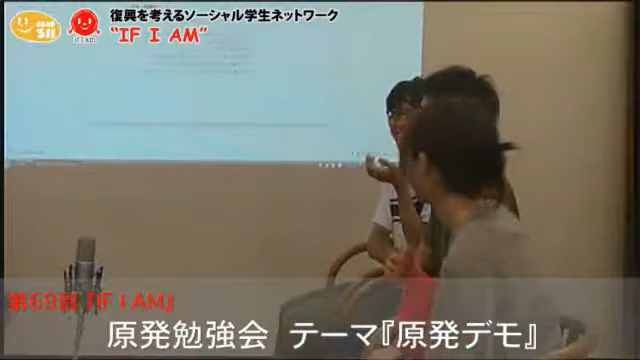 復興を考えるソーシャル学生ネットワーク
"IF I AM"
if I am
第69回『IF I AM』
原発勉強会 テーマ『原発デモ』